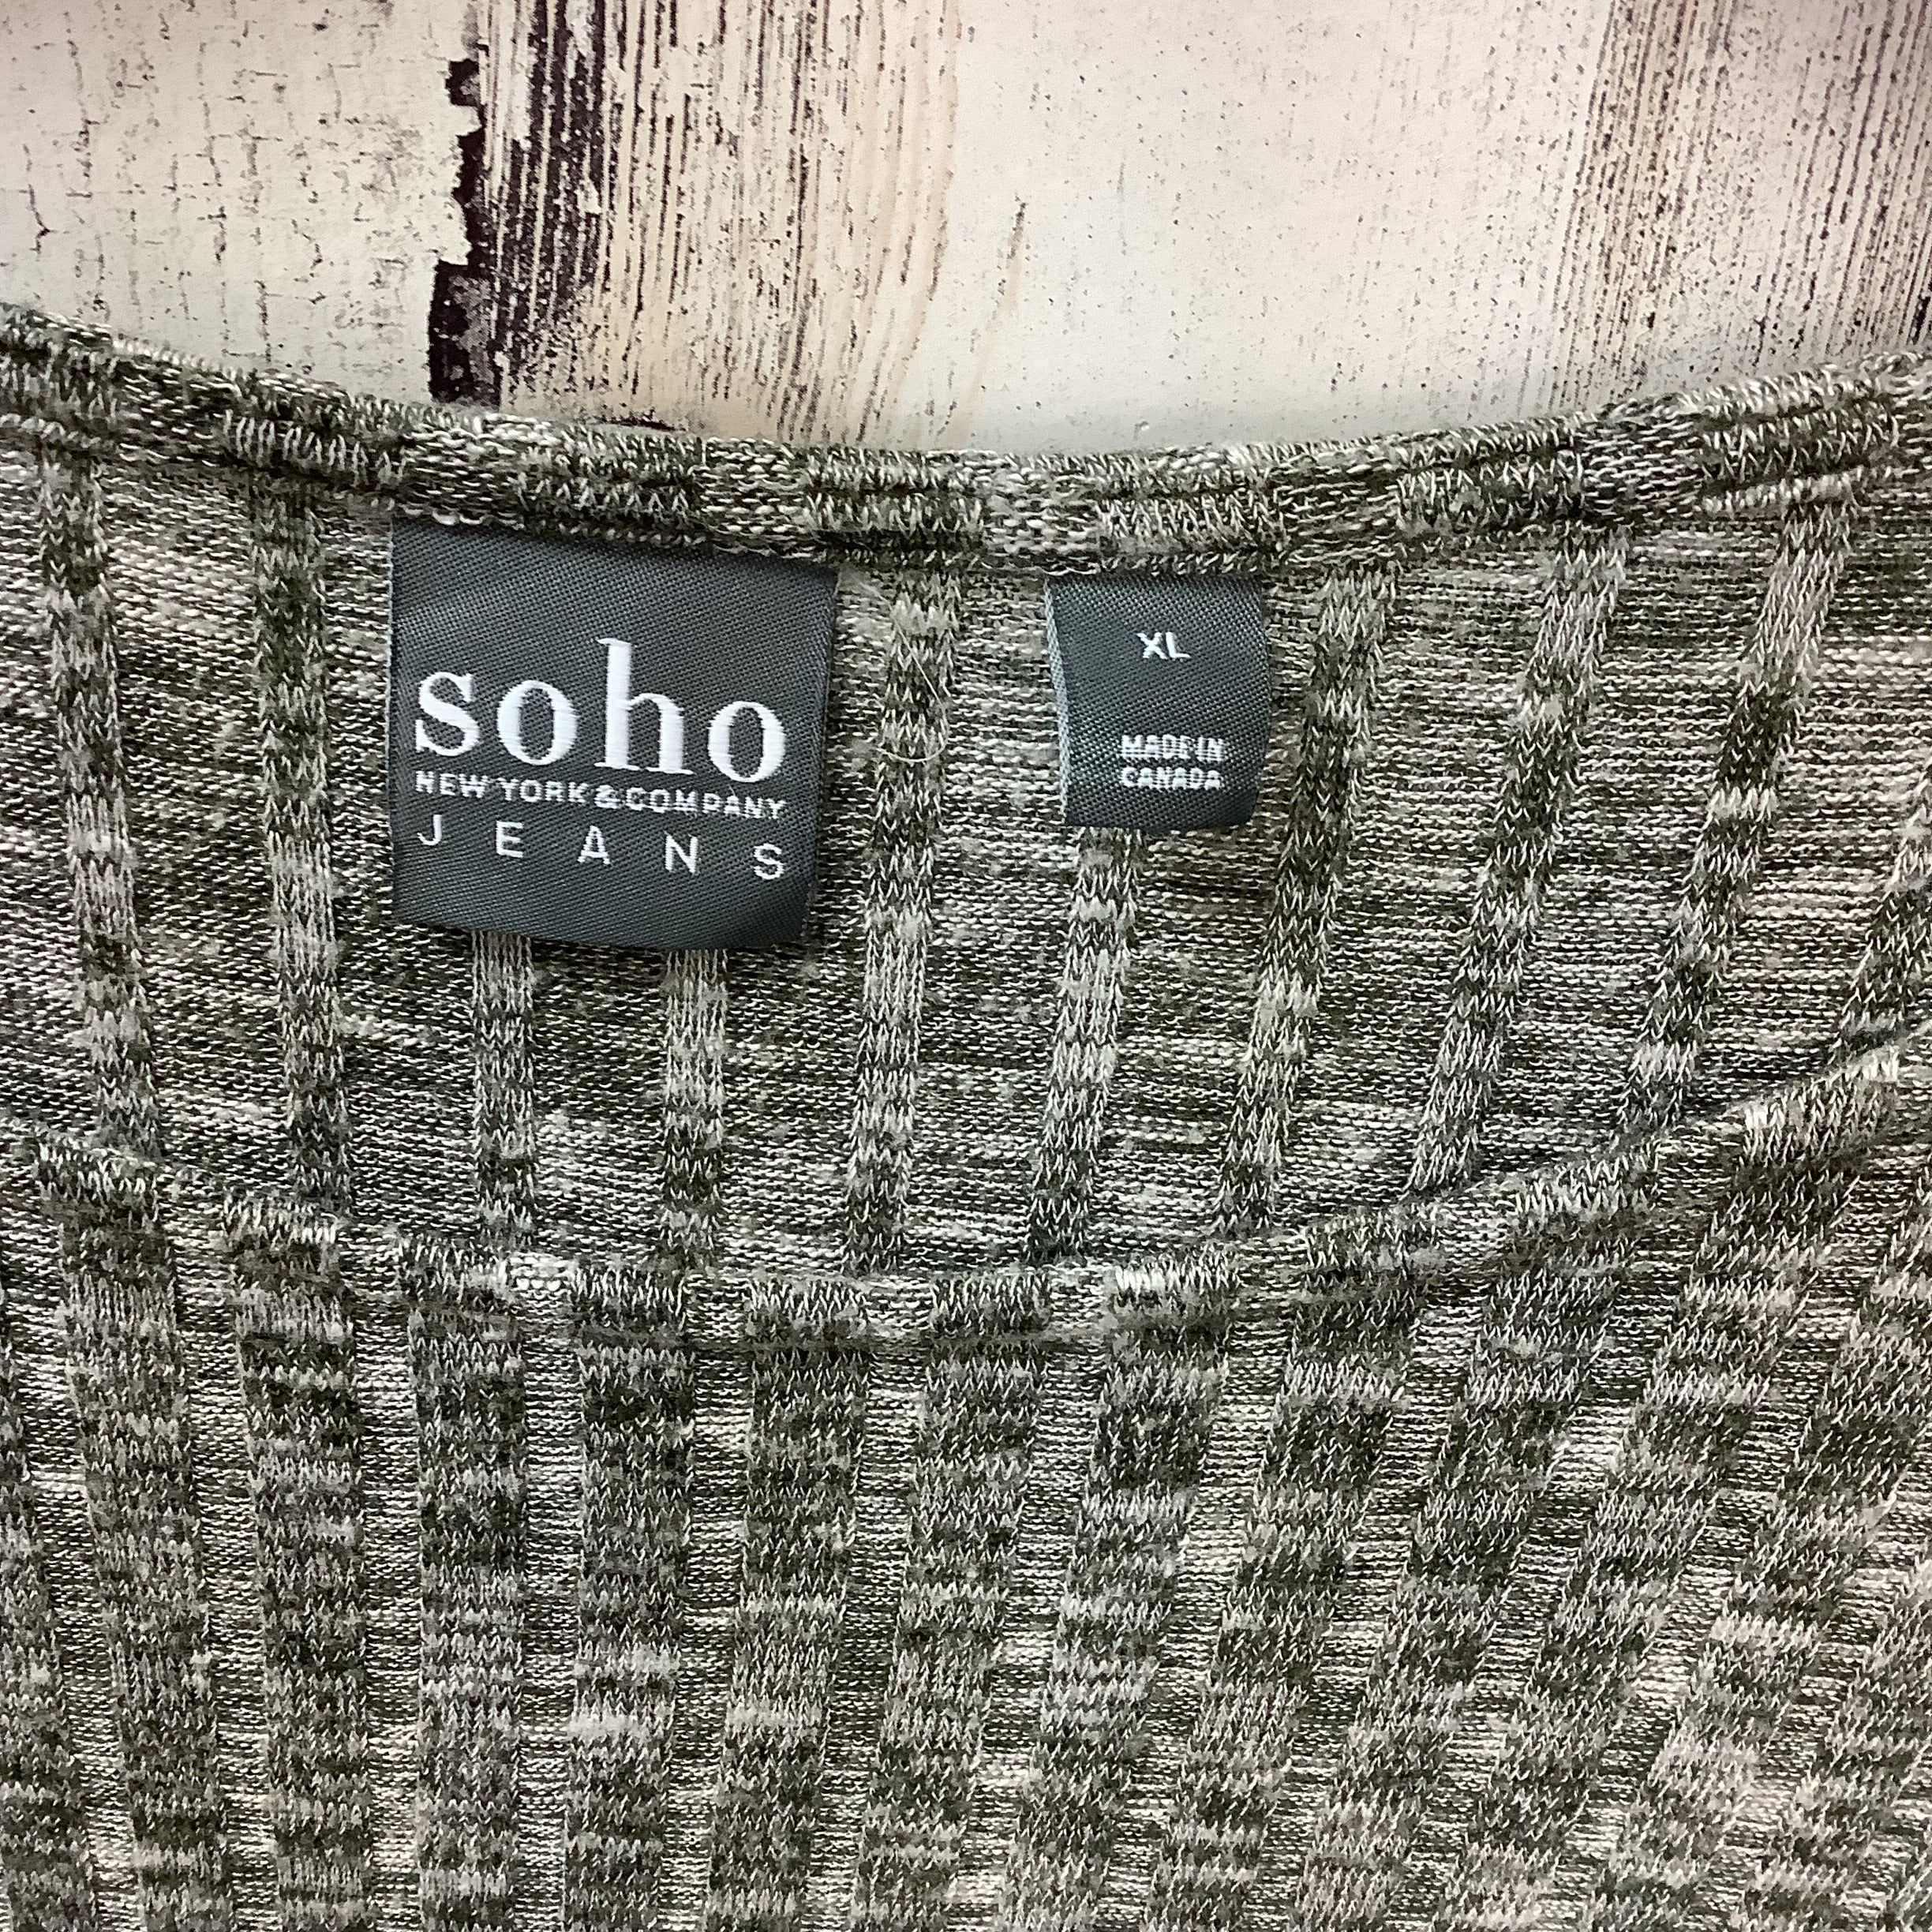 soho
NEW YORK & COMPANY
JEANS
XL
MADE IN
CANADA